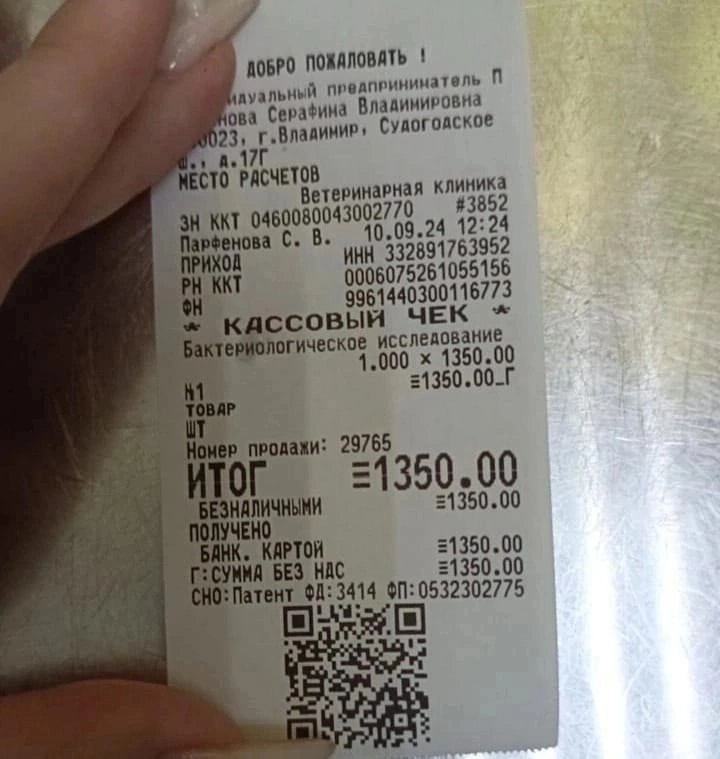 ДОБРО ПОЖАЛОВАТЬ !
идуальный предприниматель П
нова Серафина Владимировна
0023, г.Владимир, Судогодское
ш., д.17Г
МЕСТО РАСЧЕТОВ
Ветеринарная клиника
ЗН ККТ 0460080043002770 #3852
Парфенова С. В. 10.09.24 12:24
ПРИХОД ИНН 332891763952
РН ККТ 0006075261055156
ФН 9961440300116773
* КАССОВЫЙ ЧЕК *
Бактериологическое исследование
1.000 × 1350.00
№1 ≡1350.00_Г
ТОВАР
ШТ
Номер продажи: 29765
ИТОГ ≡1350.00
БЕЗНАЛИЧНЫМИ ≡1350.00
ПОЛУЧЕНО
БАНК. КАРТОЙ ≡1350.00
Г:СУММА БЕЗ НДС ≡1350.00
СНО:Патент ФД:3414 ФП:0532302775